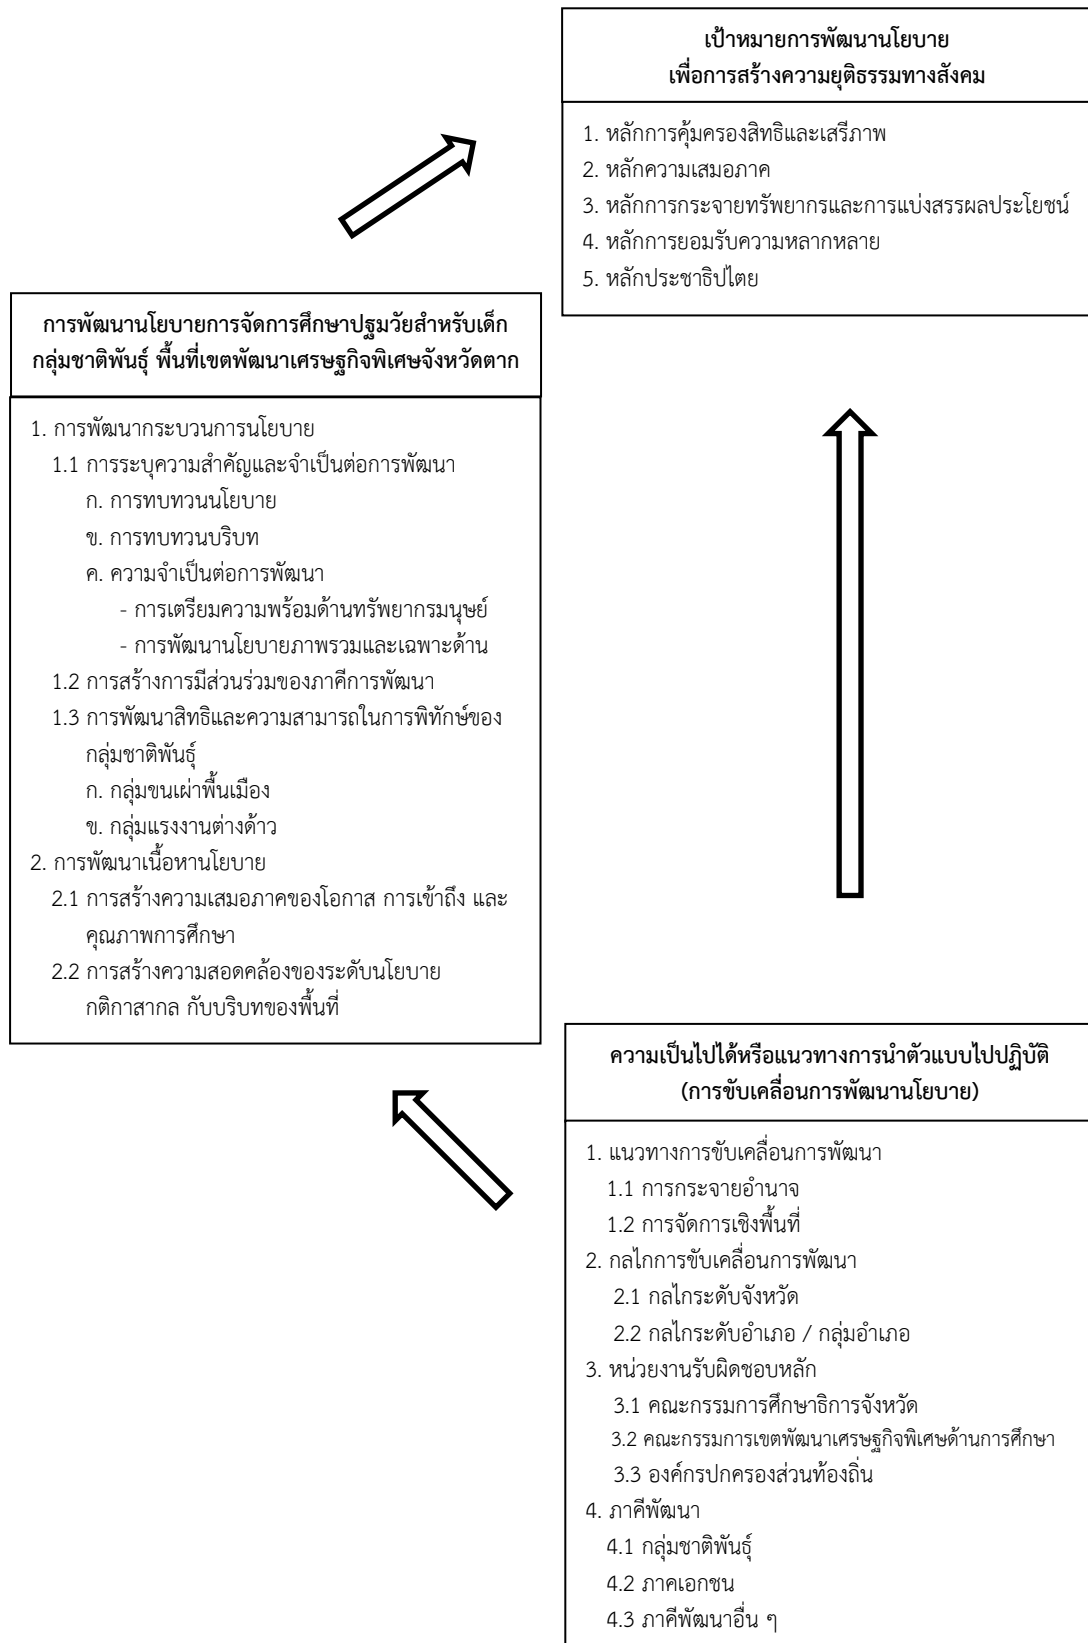 เป้าหมายการพัฒนานโยบาย
เพื่อการสร้างความยุติธรรมทางสังคม
1. หลักการคุ้มครองสิทธิและเสรีภาพ
2. หลักความเสมอภาค
3. หลักการกระจายทรัพยากรและการแบ่งสรรผลประโยชน์
4. หลักการยอมรับความหลากหลาย
5. หลักประชาธิปไตย
การพัฒนานโยบายการจัดการศึกษาปฐมวัยสำหรับเด็ก
กลุ่มชาติพันธุ์ พื้นที่เขตพัฒนาเศรษฐกิจพิเศษจังหวัดตาก
1. การพัฒนากระบวนการนโยบาย
1.1 การระบุความสำคัญและจำเป็นต่อการพัฒนา
ก. การทบทวนนโยบาย
ข. การทบทวนบริบท
ค. ความจำเป็นต่อการพัฒนา
- การเตรียมความพร้อมด้านทรัพยากรมนุษย์
- การพัฒนานโยบายภาพรวมและเฉพาะด้าน
1.2 การสร้างการมีส่วนร่วมของภาคีการพัฒนา
1.3 การพัฒนาสิทธิและความสามารถในการพิทักษ์ของ
กลุ่มชาติพันธุ์
ก. กลุ่มขนเผ่าพื้นเมือง
ข. กลุ่มแรงงานต่างด้าว
2. การพัฒนาเนื้อหานโยบาย
2.1 การสร้างความเสมอภาคของโอกาส การเข้าถึง และ
คุณภาพการศึกษา
2.2 การสร้างความสอดคล้องของระดับนโยบาย
กติกาสากล กับบริบทของพื้นที่
ความเป็นไปได้หรือแนวทางการนำตัวแบบไปปฏิบัติ
(การขับเคลื่อนการพัฒนานโยบาย)
1. แนวทางการขับเคลื่อนการพัฒนา
1.1 การกระจายอำนาจ
1.2 การจัดการเชิงพื้นที่
2. กลไกการขับเคลื่อนการพัฒนา
2.1 กลไกระดับจังหวัด
2.2 กลไกระดับอำเภอ / กลุ่มอำเภอ
3. หน่วยงานรับผิดชอบหลัก
3.1 คณะกรรมการศึกษาธิการจังหวัด
3.2 คณะกรรมการเขตพัฒนาเศรษฐกิจพิเศษด้านการศึกษา
3.3 องค์กรปกครองส่วนท้องถิ่น
4. ภาคีพัฒนา
4.1 กลุ่มชาติพันธุ์
4.2 ภาคเอกชน
4.3 ภาคีพัฒนาอื่น ๆ